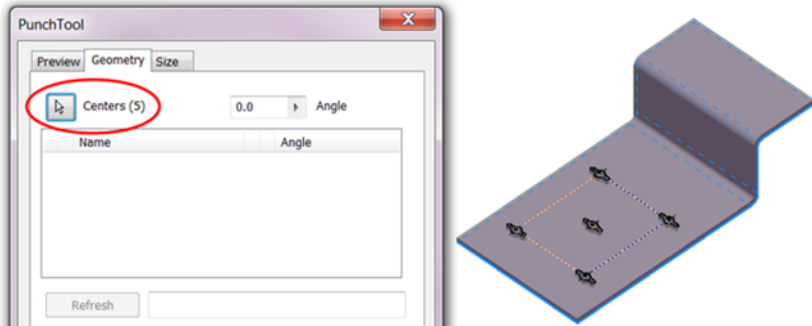 PunchTool
Preview Geometry Size
Centers (5) 0.0 Angle
Name Angle
Refresh